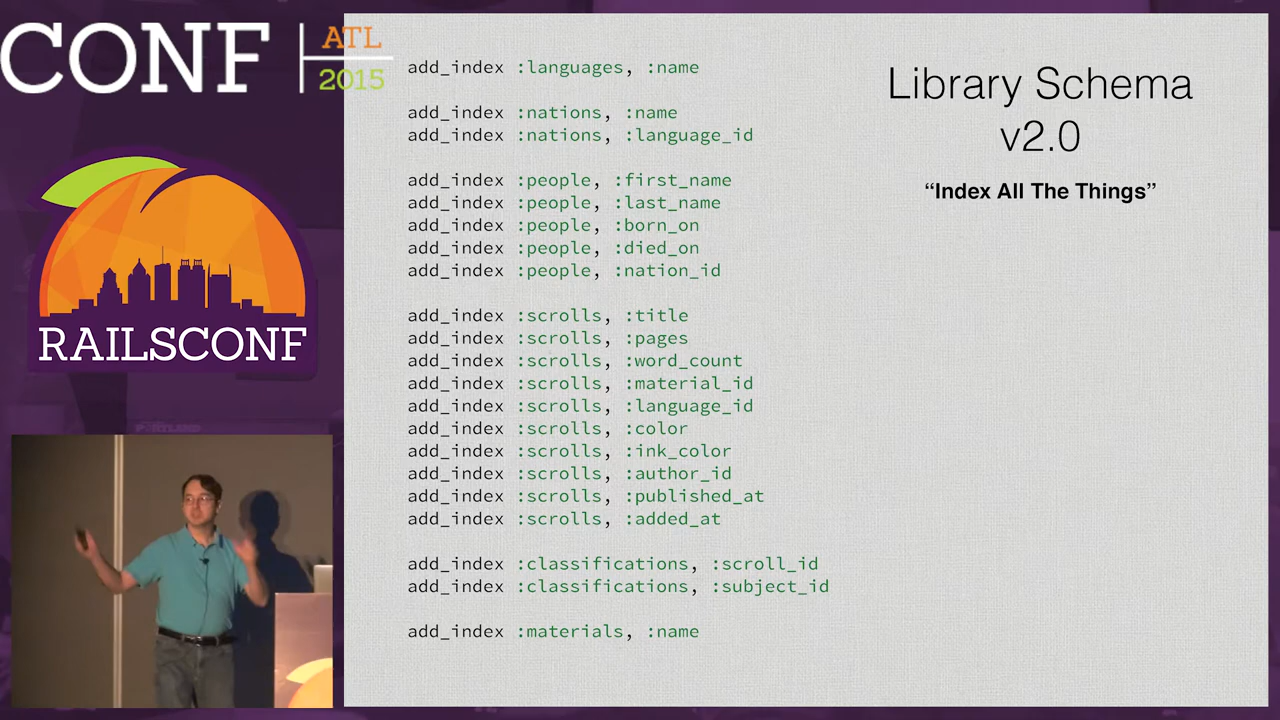 CONF
ATL
2015
RAILSCONF
PORTLAND
Library Schema
v2.0
“Index All The Things”
add_index :languages, :name
add_index :nations, :name
add_index :nations, :language_id
add_index :people, :first_name
add_index :people, :last_name
add_index :people, :born_on
add_index :people, :died_on
add_index :people, :nation_id
add_index :scrolls, :title
add_index :scrolls, :pages
add_index :scrolls, :word_count
add_index :scrolls, :material_id
add_index :scrolls, :language_id
add_index :scrolls, :color
add_index :scrolls, :ink_color
add_index :scrolls, :author_id
add_index :scrolls, :published_at
add_index :scrolls, :added_at
add_index :classifications, :scroll_id
add_index :classifications, :subject_id
add_index :materials, :name